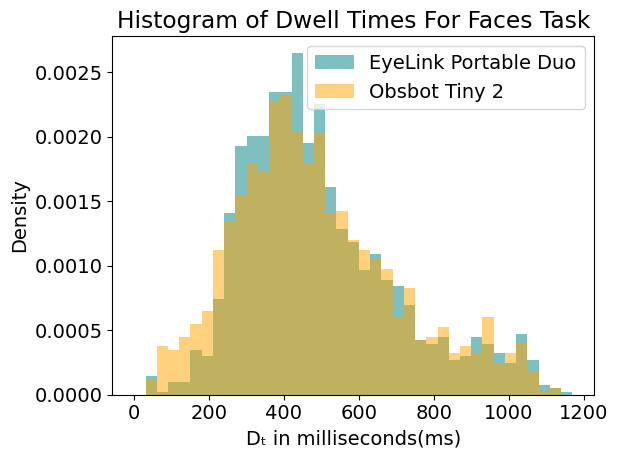 Histogram of Dwell Times For Faces Task
EyeLink Portable Duo
Obsbot Tiny 2
0.0025
0.0020
0.0015
0.0010
0.0005
0.0000
Density
0 200 400 600 800 1000 1200
Dₜ in milliseconds(ms)